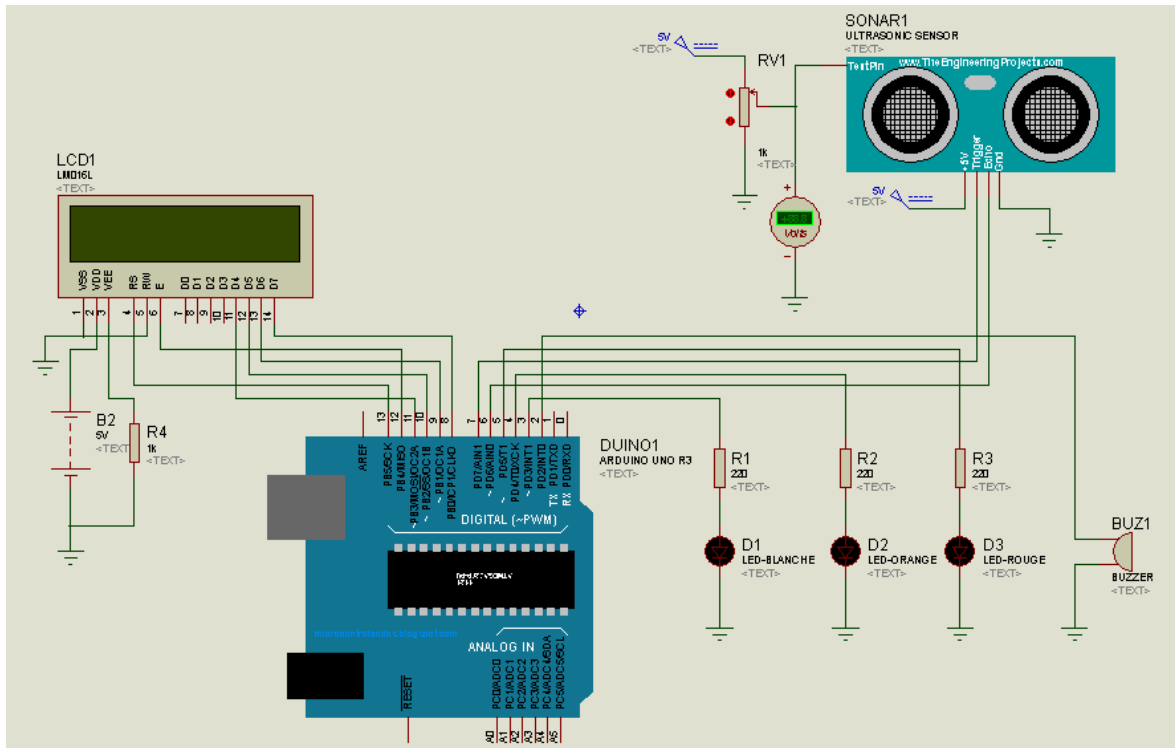 SONAR1
ULTRASONIC SENSOR
<TEXT>
www.TheEngineeringProjects.com
TestPin
+5V
Trigger
Echo
Gnd
5V
<TEXT>
5V
<TEXT>
RV1
1k
<TEXT>
+
Volts
-
LCD1
LM016L
<TEXT>
VSS
VDD
VEE
RS
RW
E
D0
D1
D2
D3
D4
D5
D6
D7
1
2
3
4
5
6
7
8
9
10
11
12
13
14
B2
5V
<TEXT>
R4
1k
<TEXT>
DUINO1
ARDUINO UNO R3
<TEXT>
AREF
13
12
11
10
9
8
7
6
5
4
3
2
1
0
PB5/SCK
PB4/MISO
PB3/MOSI/OC2A
PB2/SS/OC1B
PB1/OC1A
PB0/ICP1/CLKO
PD7/AIN1
PD6/AIN0
PD5/T1
PD4/T0/XCK
PD3/INT1
PD2/INT0
PD1/TXD
PD0/RXD
TX
RX
DIGITAL (~PWM)
microcontrolandos.blogspot.com
ANALOG IN
RESET
PC0/ADC0
PC1/ADC1
PC2/ADC2
PC3/ADC3
PC4/ADC4/SDA
PC5/ADC5/SCL
A0
A1
A2
A3
A4
A5
R1
220
<TEXT>
R2
220
<TEXT>
R3
220
<TEXT>
D1
LED-BLANCHE
<TEXT>
D2
LED-ORANGE
<TEXT>
D3
LED-ROUGE
<TEXT>
BUZ1
BUZZER
<TEXT>